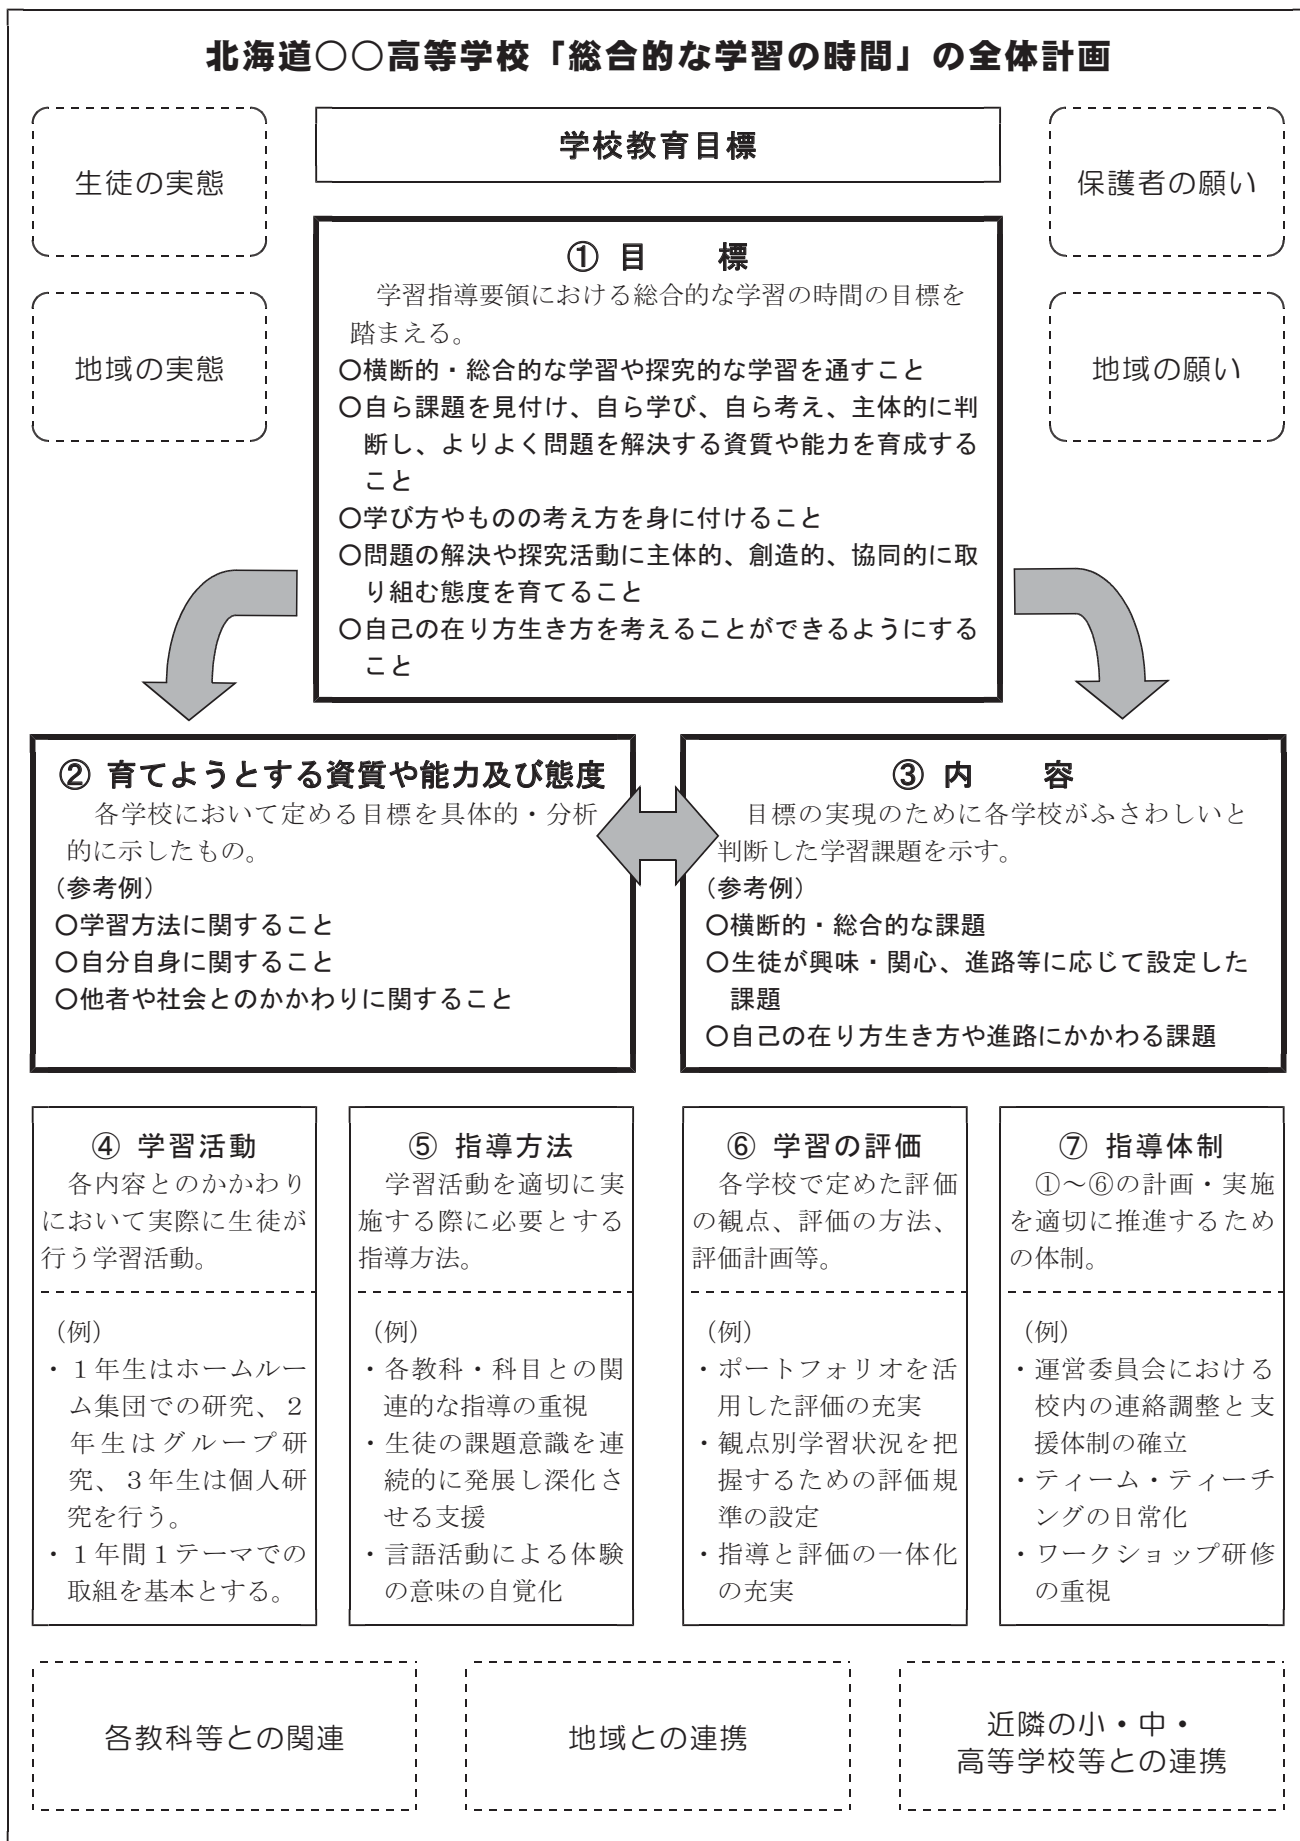 北海道〇〇高等学校「総合的な学習の時間」の全体計画
生徒の実態
学校教育目標
保護者の願い
地域の実態
地域の願い
① 目　　標
学習指導要領における総合的な学習の時間の目標を
踏まえる。
〇横断的・総合的な学習や探究的な学習を通すこと
〇自ら課題を見付け、自ら学び、自ら考え、主体的に判
断し、よりよく問題を解決する資質や能力を育成する
こと
〇学び方やものの考え方を身に付けること
〇問題の解決や探究活動に主体的、創造的、協同的に取
り組む態度を育てること
〇自己の在り方生き方を考えることができるようにする
こと
② 育てようとする資質や能力及び態度
各学校において定める目標を具体的・分析
的に示したもの。
（参考例）
〇学習方法に関すること
〇自分自身に関すること
〇他者や社会とのかかわりに関すること
③ 内　　容
目標の実現のために各学校がふさわしいと
判断した学習課題を示す。
（参考例）
〇横断的・総合的な課題
〇生徒が興味・関心、進路等に応じて設定した
課題
〇自己の在り方生き方や進路にかかわる課題
④ 学習活動
各内容とのかかわり
において実際に生徒が
行う学習活動。
（例）
・１年生はホームルー
ム集団での研究、２
年生はグループ研
究、３年生は個人研
究を行う。
・１年間１テーマでの
取組を基本とする。
⑤ 指導方法
学習活動を適切に実
施する際に必要とする
指導方法。
（例）
・各教科・科目との関
連的な指導の重視
・生徒の課題意識を連
続的に発展し深化さ
せる支援
・言語活動による体験
の意味の自覚化
⑥ 学習の評価
各学校で定めた評価
の観点、評価の方法、
評価計画等。
（例）
・ポートフォリオを活
用した評価の充実
・観点別学習状況を把
握するための評価規
準の設定
・指導と評価の一体化
の充実
⑦ 指導体制
①～⑥の計画・実施
を適切に推進するため
の体制。
（例）
・運営委員会における
校内の連絡調整と支
援体制の確立
・ティーム・ティーチ
ングの日常化
・ワークショップ研修
の重視
各教科等との関連
地域との連携
近隣の小・中・
高等学校等との連携